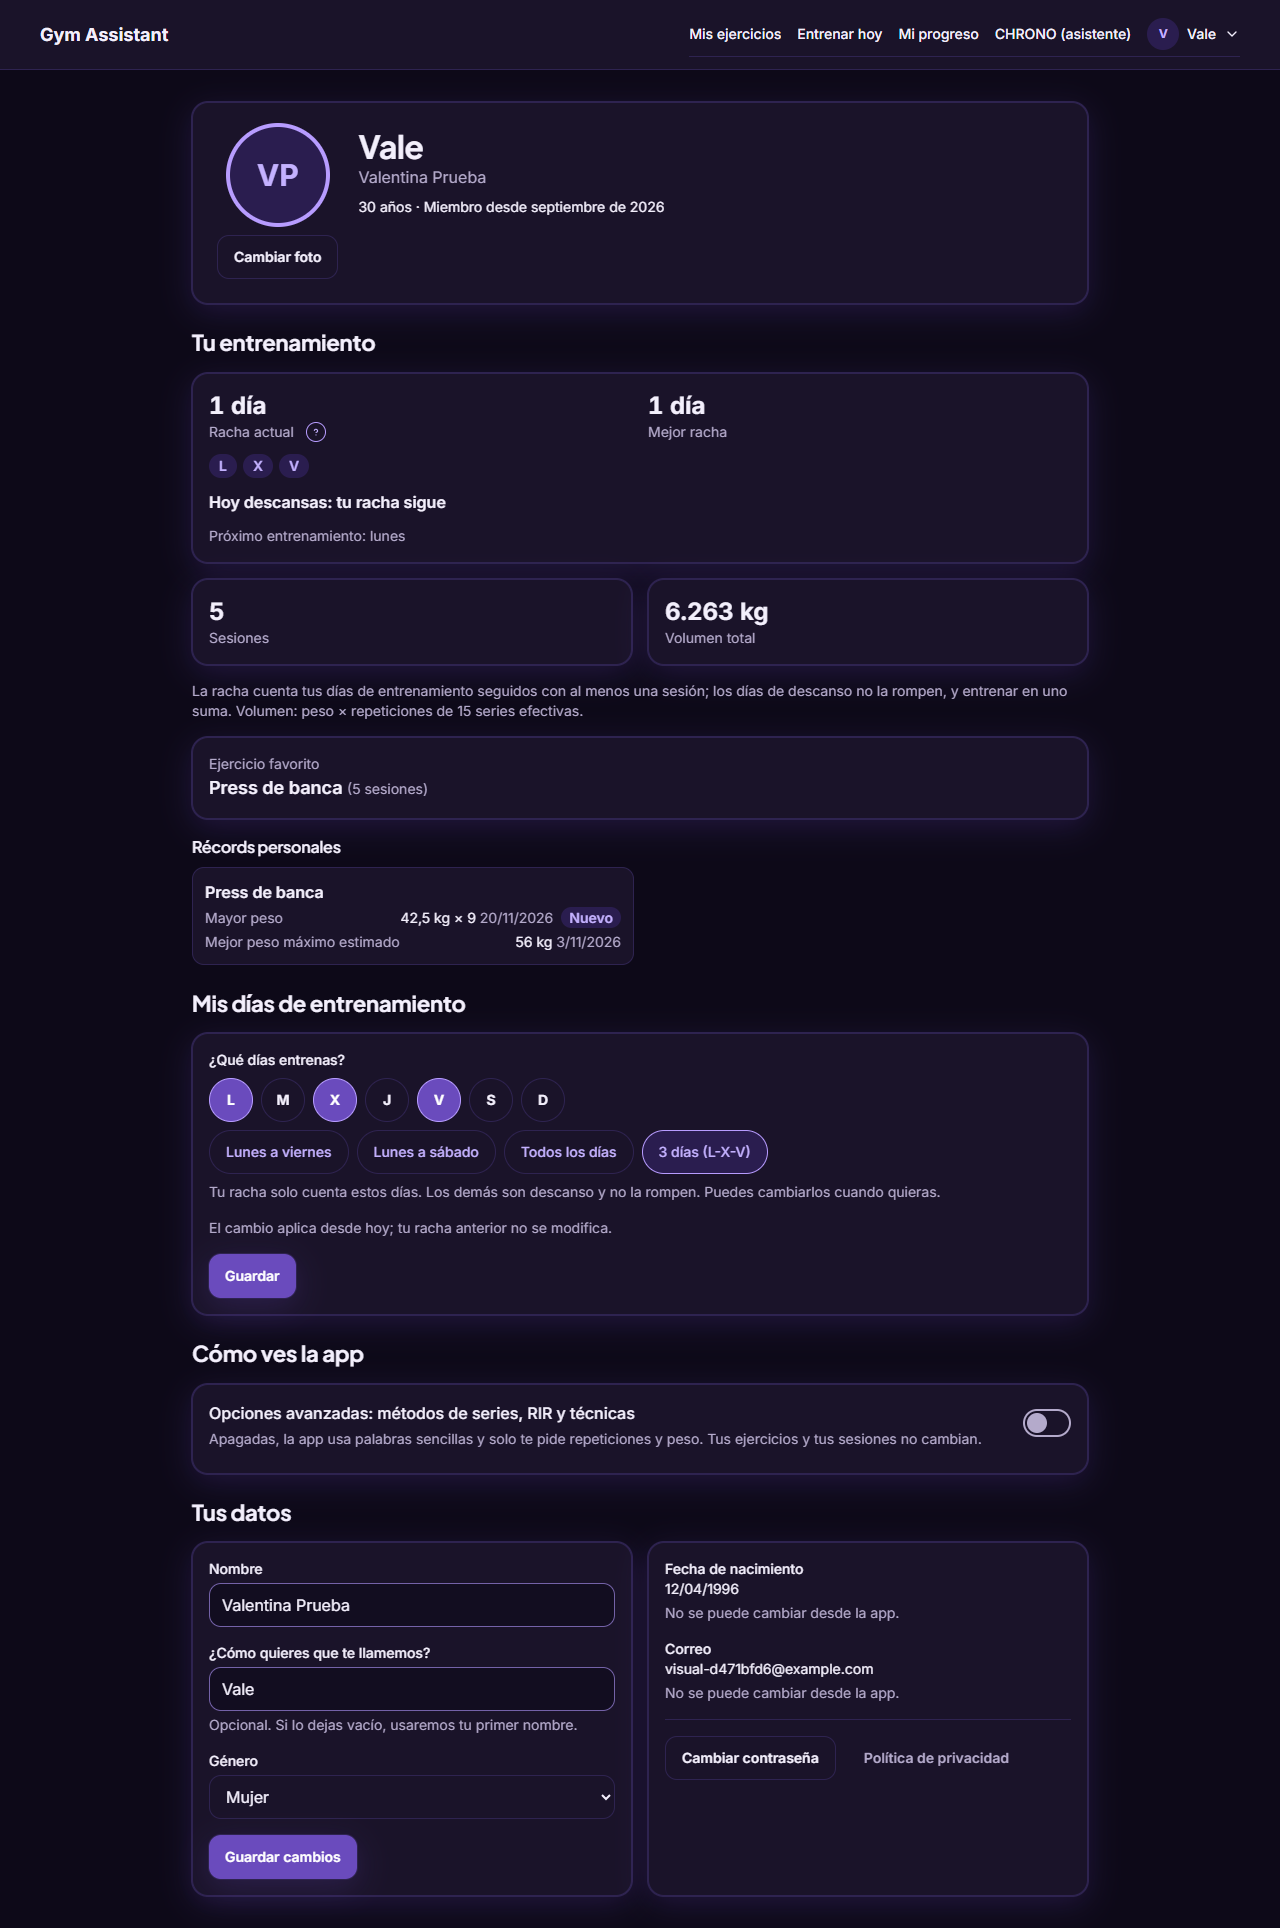 Gym Assistant
Mis ejercicios Entrenar hoy Mi progreso CHRONO (asistente) V Vale
VP
Vale
Valentina Prueba
30 años · Miembro desde septiembre de 2026
Cambiar foto
Tu entrenamiento
1 día
Racha actual ?
1 día
Mejor racha
L X V
Hoy descansas: tu racha sigue
Próximo entrenamiento: lunes
5
Sesiones
6.263 kg
Volumen total
La racha cuenta tus días de entrenamiento seguidos con al menos una sesión; los días de descanso no la rompen, y entrenar en uno
suma. Volumen: peso × repeticiones de 15 series efectivas.
Ejercicio favorito
Press de banca (5 sesiones)
Récords personales
Press de banca
Mayor peso 42,5 kg × 9 20/11/2026 Nuevo
Mejor peso máximo estimado 56 kg 3/11/2026
Mis días de entrenamiento
¿Qué días entrenas?
L M X J V S D
Lunes a viernes Lunes a sábado Todos los días 3 días (L-X-V)
Tu racha solo cuenta estos días. Los demás son descanso y no la rompen. Puedes cambiarlos cuando quieras.
El cambio aplica desde hoy; tu racha anterior no se modifica.
Guardar
Cómo ves la app
Opciones avanzadas: métodos de series, RIR y técnicas
Apagadas, la app usa palabras sencillas y solo te pide repeticiones y peso. Tus ejercicios y tus sesiones no cambian.
Tus datos
Nombre
Valentina Prueba
¿Cómo quieres que te llamemos?
Vale
Opcional. Si lo dejas vacío, usaremos tu primer nombre.
Género
Mujer
Guardar cambios
Fecha de nacimiento
12/04/1996
No se puede cambiar desde la app.
Correo
visual-d471bfd6@example.com
No se puede cambiar desde la app.
Cambiar contraseña Política de privacidad